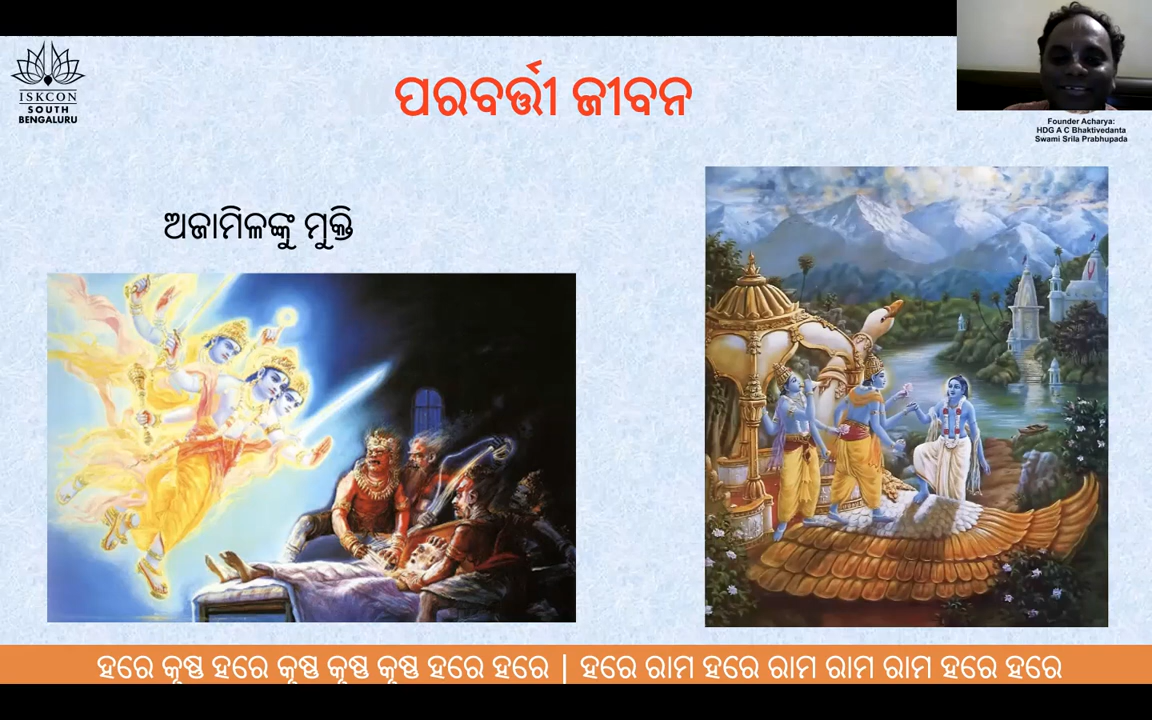 ISKCON
SOUTH
BENGALURU
ପରବର୍ତ୍ତୀ ଜୀବନ
Founder Acharya:
HDG A C Bhaktivedanta
Swami Srila Prabhupada
ଅଜାମିଳଙ୍କୁ ମୁକ୍ତି
ହରେ କୃଷ୍ଣ ହରେ କୃଷ୍ଣ କୃଷ୍ଣ କୃଷ୍ଣ ହରେ ହରେ | ହରେ ରାମ ହରେ ରାମ ରାମ ରାମ ହରେ ହରେ